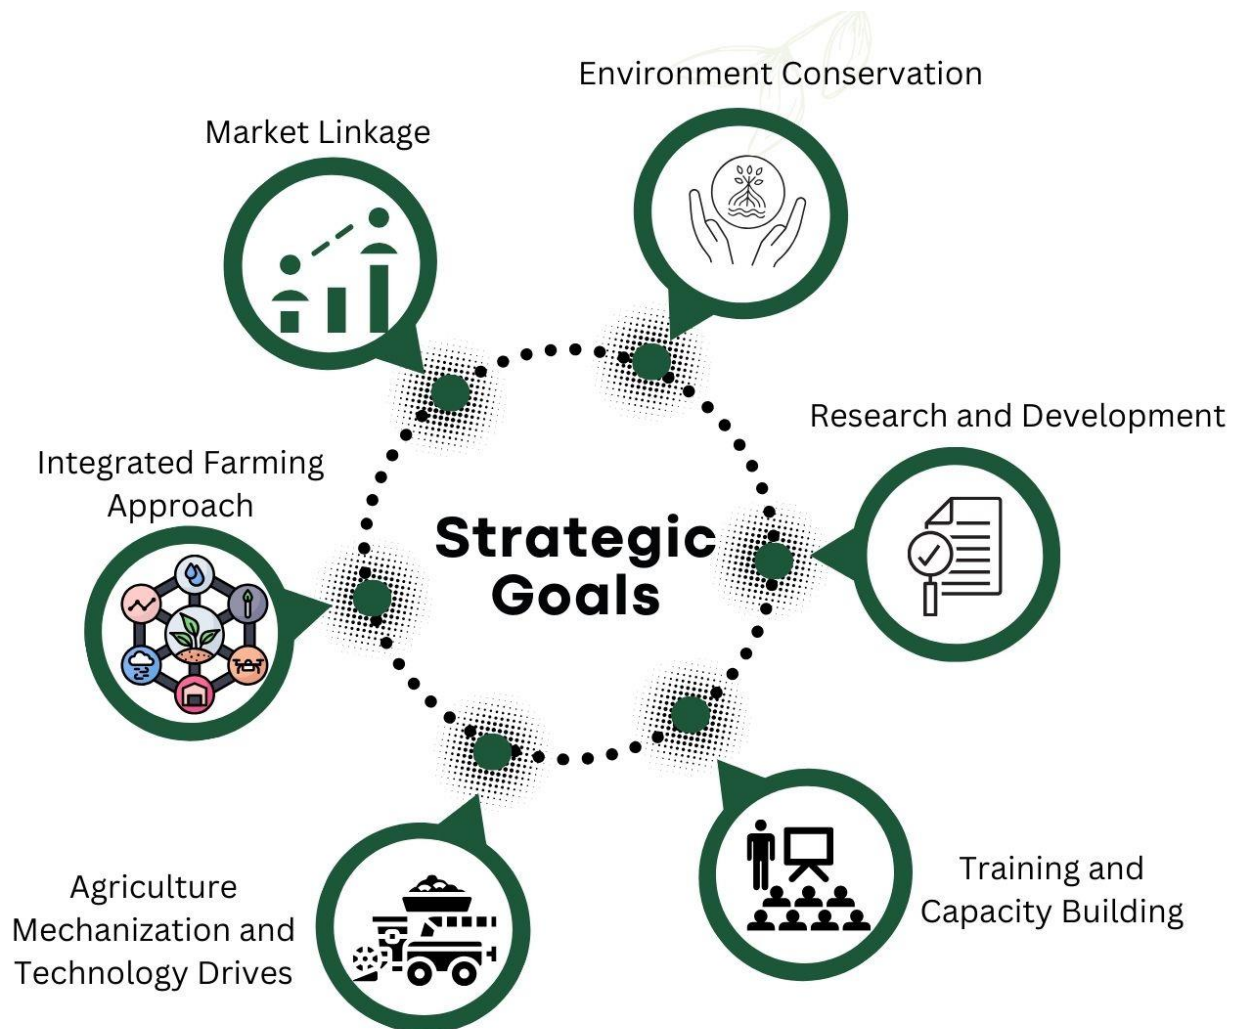 Environment Conservation
Market Linkage
Research and Development
Integrated Farming
Approach
Strategic
Goals
Training and
Capacity Building
Agriculture
Mechanization and
Technology Drives